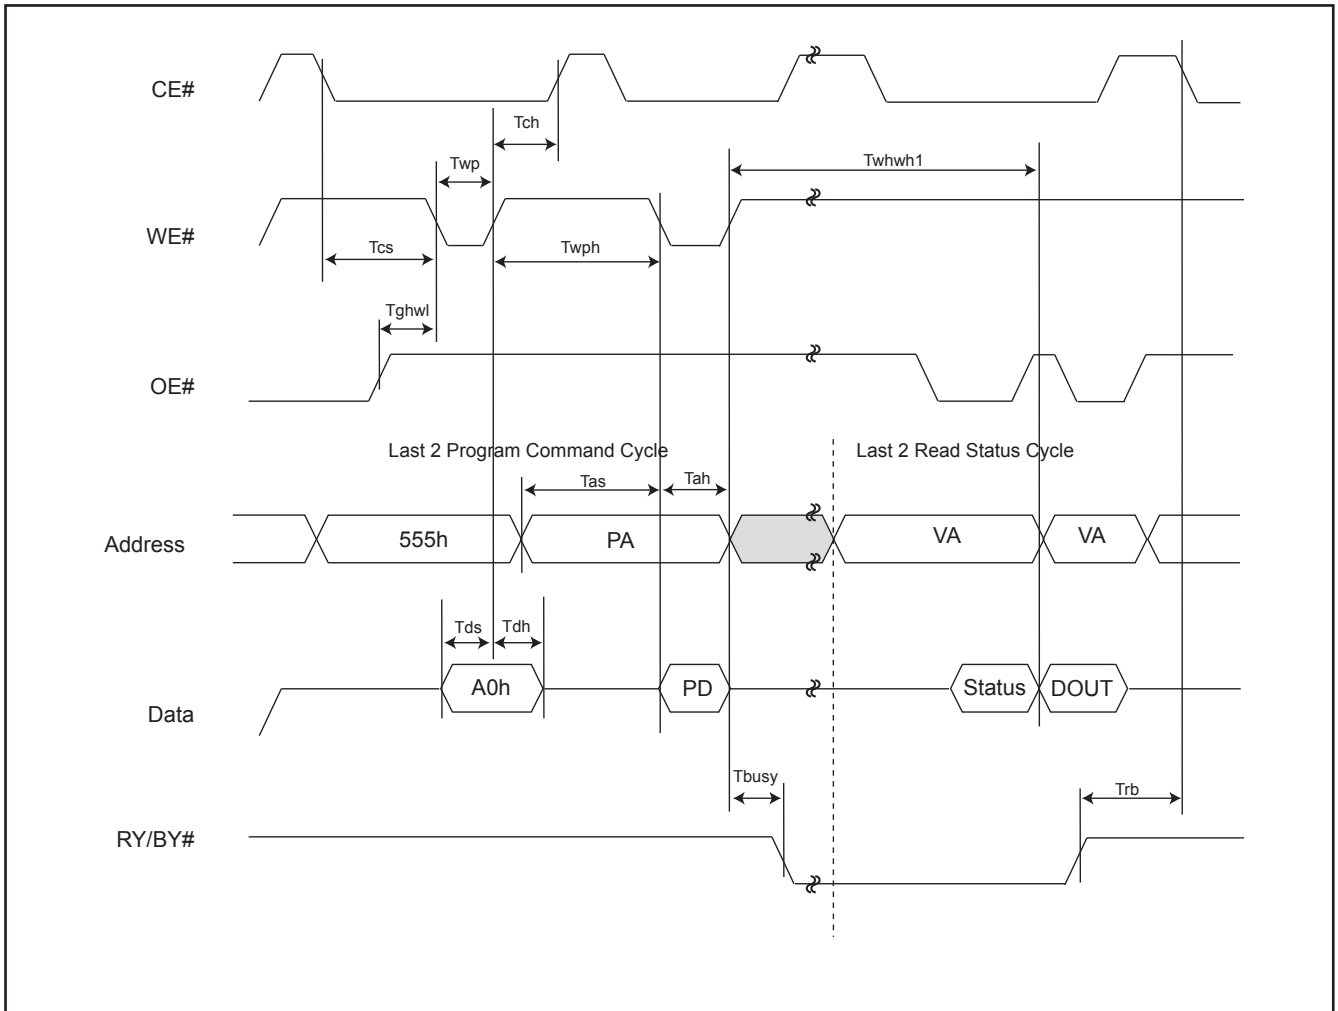 CE#
Tch
Twp
Twhwh1
WE#
Tcs
Twph
Tghwl
OE#
Last 2 Program Command Cycle
Last 2 Read Status Cycle
Tas
Tah
Address
555h
PA
VA
VA
Tds
Tdh
A0h
PD
Status
DOUT
Data
Tbusy
Trb
RY/BY#